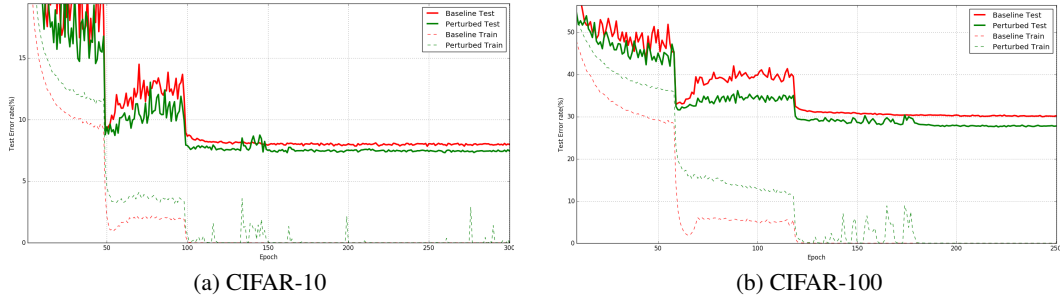 Baseline Test
Perturbed Test
Baseline Train
Perturbed Train
Test Error rate(%)
15
10
5
0
50
100
150
200
250
300
Epoch
(a) CIFAR-10
Baseline Test
Perturbed Test
Baseline Train
Perturbed Train
Test Error rate(%)
50
40
30
20
10
0
50
100
150
200
250
Epoch
(b) CIFAR-100